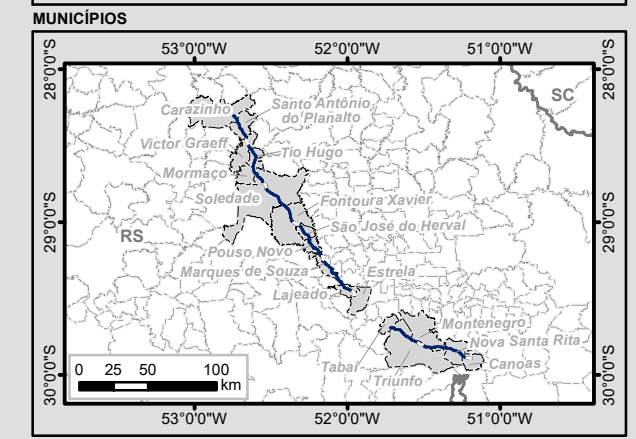 MUNICÍPIOS
53°0'0"W 52°0'0"W 51°0'0"W
28°0'0"S 28°0'0"S
SC
Carazinho
Santo Antônio
do Planalto
Victor Graeff
Tio Hugo
Mormaço
Soledade
Fontoura Xavier
29°0'0"S 29°0'0"S
RS
São José do Herval
Pouso Novo
Marques de Souza
Estrela
Lajeado
Montenegro
Nova Santa Rita
Tabaí
Canoas
Triunfo
0 25 50 100
km
30°0'0"S 30°0'0"S
53°0'0"W 52°0'0"W 51°0'0"W